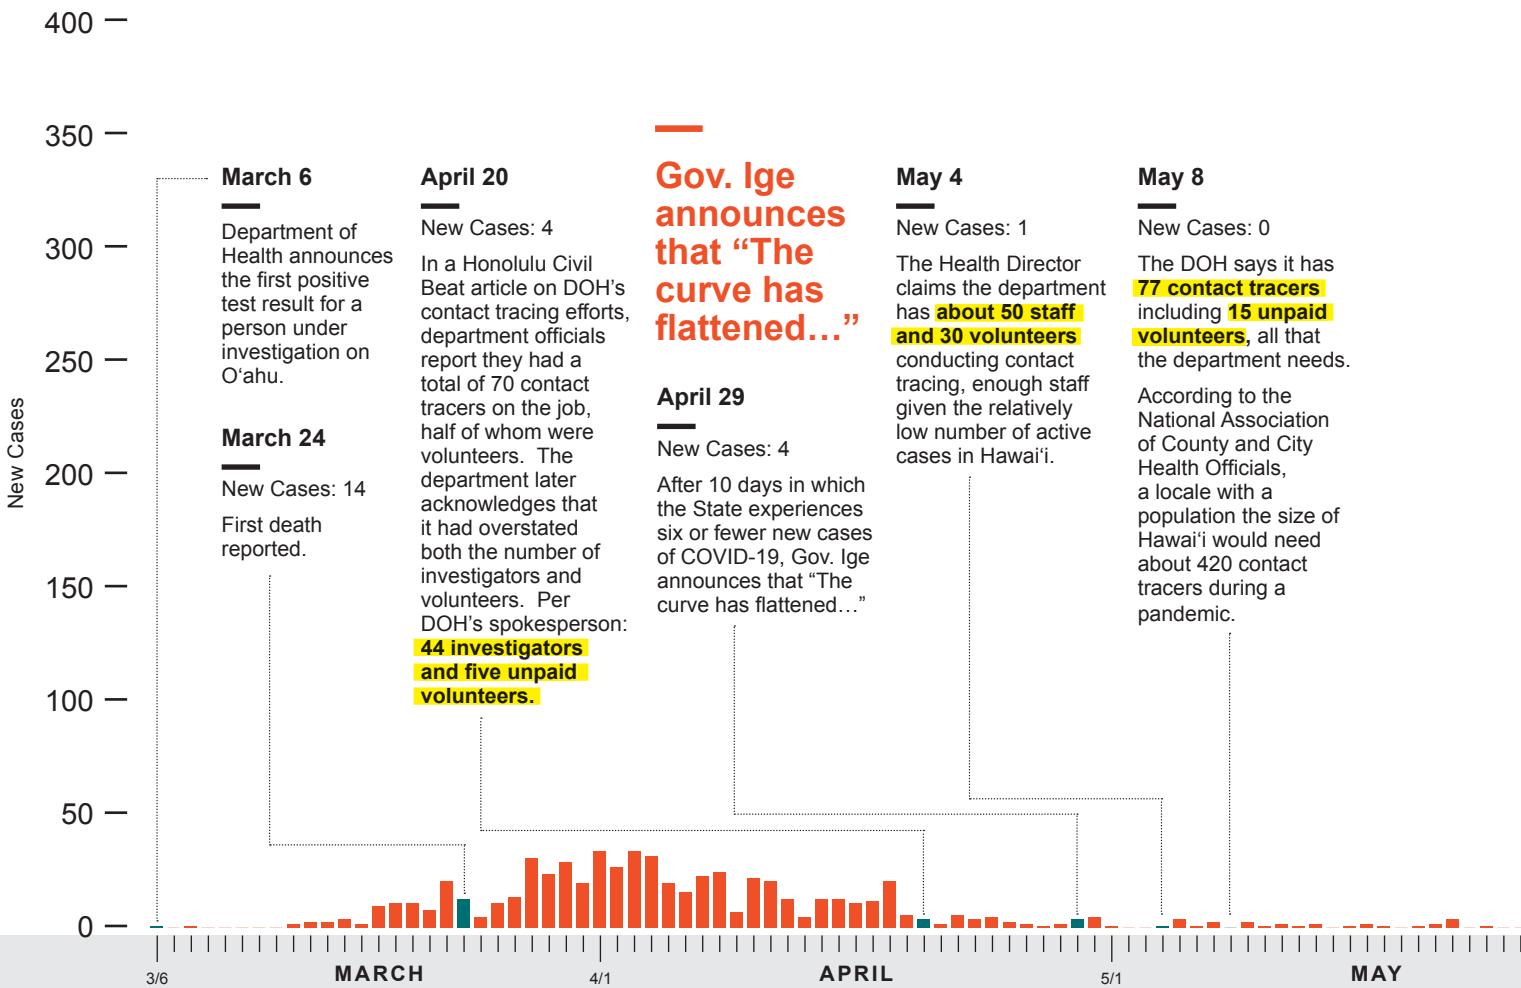 400
350
300
250
200
150
100
50
0
New Cases
March 6
Department of
Health announces
the first positive
test result for a
person under
investigation on
Oʻahu.
March 24
New Cases: 14
First death
reported.
April 20
New Cases: 4
In a Honolulu Civil
Beat article on DOH’s
contact tracing efforts,
department officials
report they had a
total of 70 contact
tracers on the job,
half of whom were
volunteers.  The
department later
acknowledges that
it had overstated
both the number of
investigators and
volunteers.  Per
DOH’s spokesperson:
44 investigators
and five unpaid
volunteers.
Gov. Ige
announces
that “The
curve has
flattened…”
April 29
New Cases: 4
After 10 days in which
the State experiences
six or fewer new cases
of COVID-19, Gov. Ige
announces that “The
curve has flattened…”
May 4
New Cases: 1
The Health Director
claims the department
has about 50 staff
and 30 volunteers
conducting contact
tracing, enough staff
given the relatively
low number of active
cases in Hawaiʻi.
May 8
New Cases: 0
The DOH says it has
77 contact tracers
including 15 unpaid
volunteers, all that
the department needs.
According to the
National Association
of County and City
Health Officials,
a locale with a
population the size of
Hawaiʻi would need
about 420 contact
tracers during a
pandemic.
3/6
MARCH
4/1
APRIL
5/1
MAY